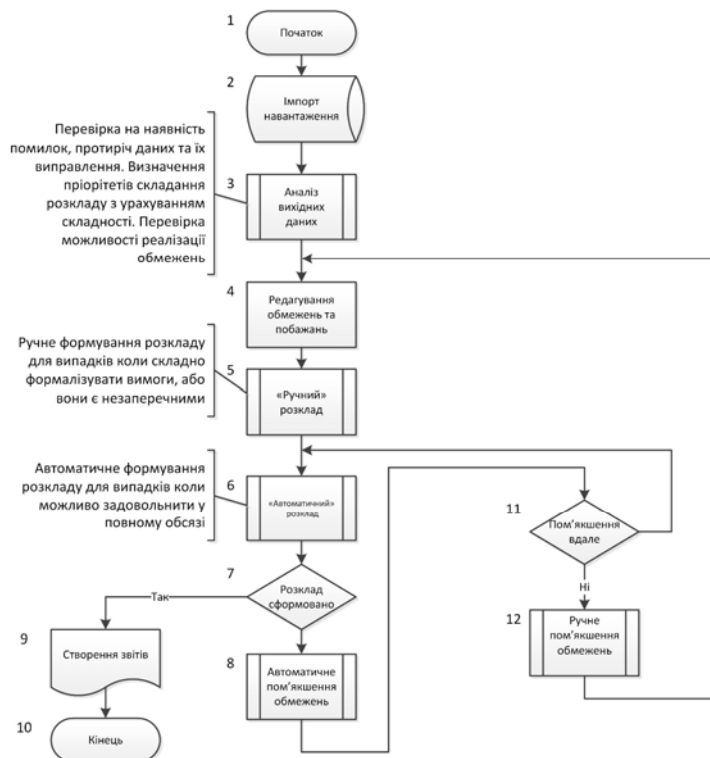 1
Початок
2
Імпорт
навантаження
Перевірка на наявність
помилок, протиріч даних та їх
виправлення. Визначення
пріорітетів складання
розкладу з урахуванням
складності. Перевірка
можливості реалізації
обмежень
3
Аналіз
вихідних
даних
4
Редагування
обмежень та
побажань
Ручне формування розкладу
для випадків коли складно
формалізувати вимоги, або
вони є незаперечними
5
«Ручний»
розклад
Автоматичне формування
розкладу для випадків коли
можливо задовольнити у
повному обсязі
6
«Автоматичний»
розклад
7
Розклад
сформовано
Так
8
Автоматичне
пом’якшення
обмежень
9
Створення звітів
10
Кінець
11
Пом’якшення
вдале
Ні
12
Ручне
пом’якшення
обмежень